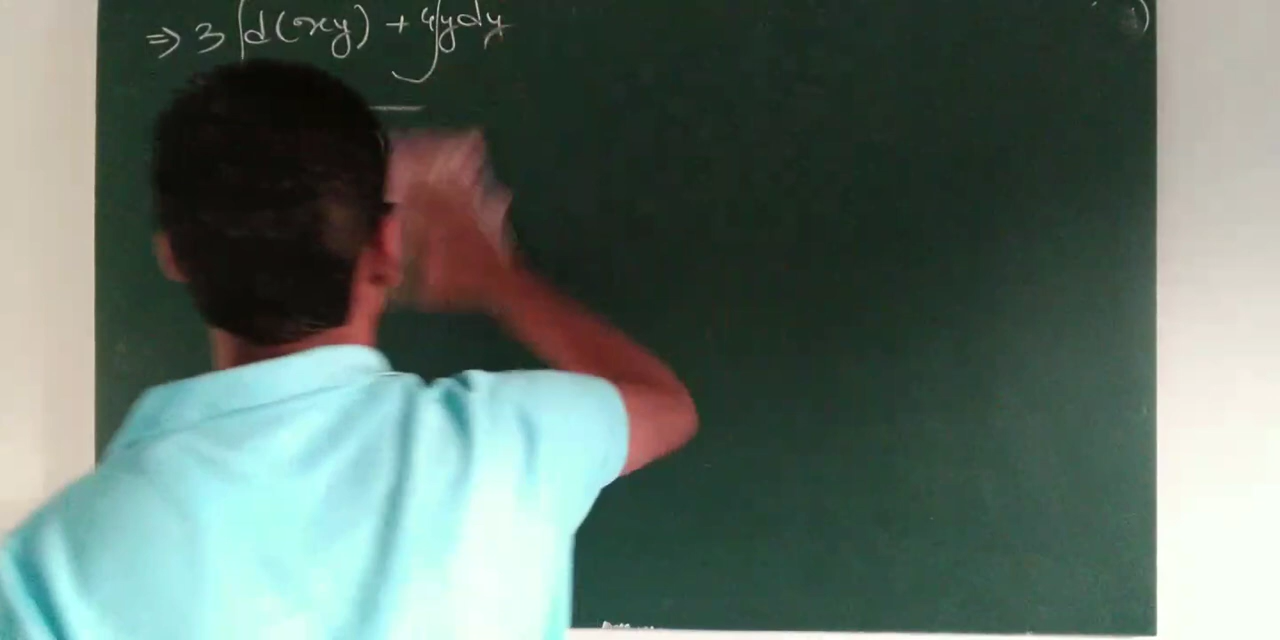 ⇒ 3 ∫d(xy) + 4∫ydy